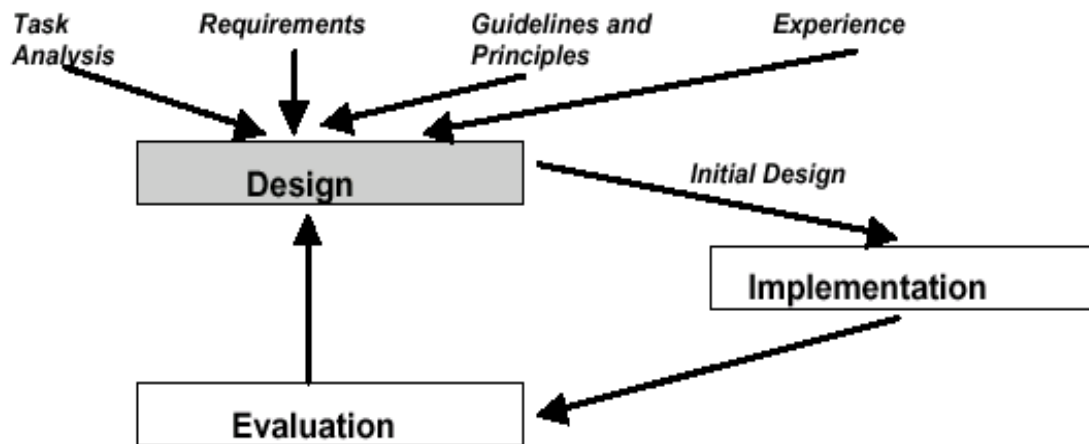 Task
Analysis
Requirements
Guidelines and
Principles
Experience
Design
Initial Design
Implementation
Evaluation